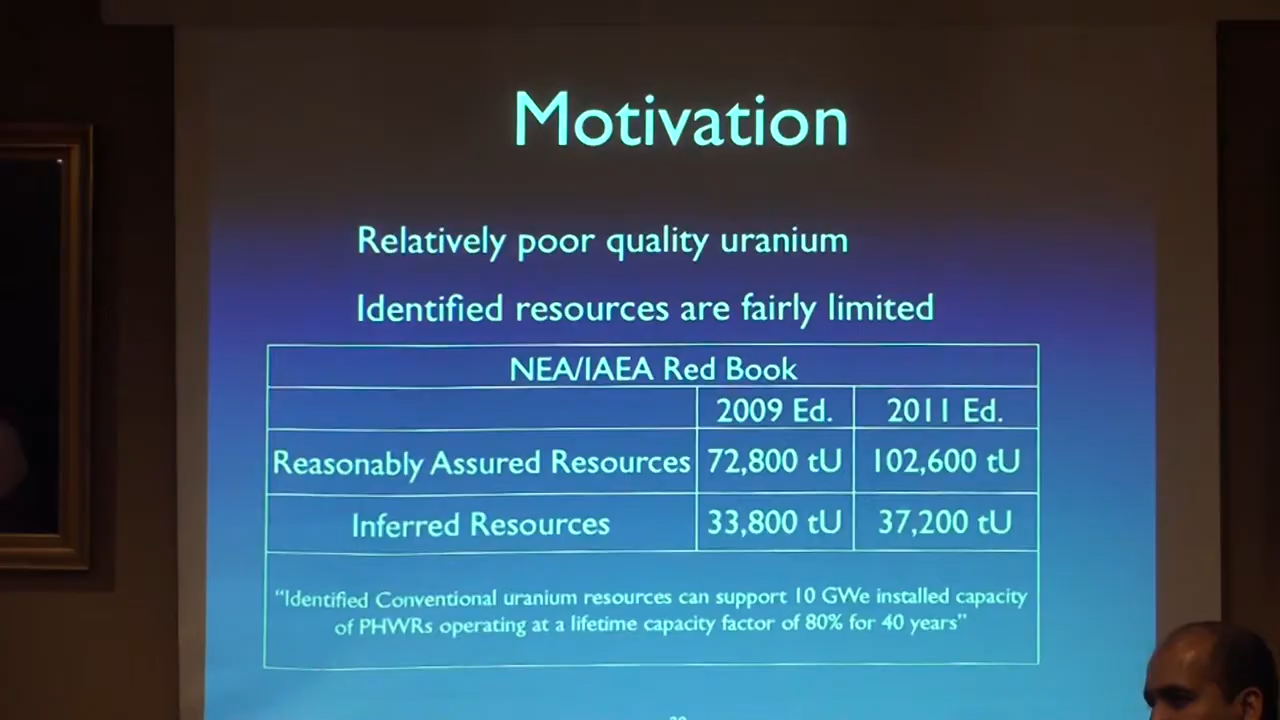 Motivation
Relatively poor quality uranium
Identified resources are fairly limited
NEA/IAEA Red Book
2009 Ed. 2011 Ed.
Reasonably Assured Resources 72,800 tU 102,600 tU
Inferred Resources 33,800 tU 37,200 tU
“Identified Conventional uranium resources can support 10 GWe installed capacity
of PHWRs operating at a lifetime capacity factor of 80% for 40 years”